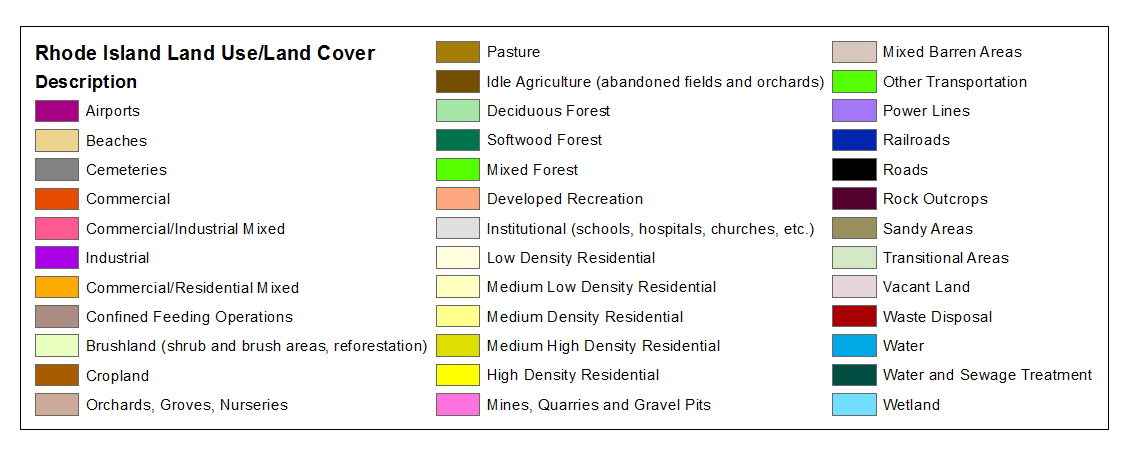 Rhode Island Land Use/Land Cover
Description
Airports
Beaches
Cemeteries
Commercial
Commercial/Industrial Mixed
Industrial
Commercial/Residential Mixed
Confined Feeding Operations
Brushland (shrub and brush areas, reforestation)
Cropland
Orchards, Groves, Nurseries
Pasture
Idle Agriculture (abandoned fields and orchards)
Deciduous Forest
Softwood Forest
Mixed Forest
Developed Recreation
Institutional (schools, hospitals, churches, etc.)
Low Density Residential
Medium Low Density Residential
Medium Density Residential
Medium High Density Residential
High Density Residential
Mines, Quarries and Gravel Pits
Mixed Barren Areas
Other Transportation
Power Lines
Railroads
Roads
Rock Outcrops
Sandy Areas
Transitional Areas
Vacant Land
Waste Disposal
Water
Water and Sewage Treatment
Wetland